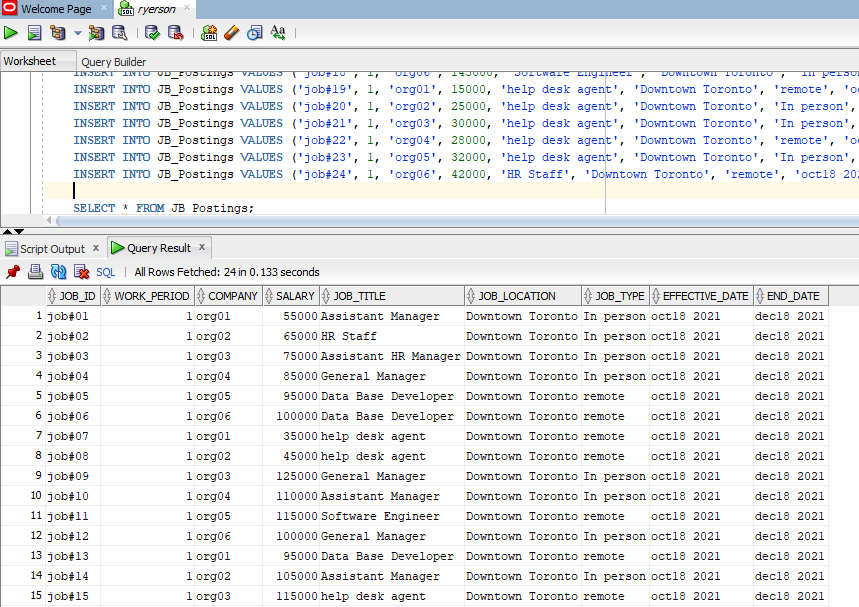 Welcome Page
ryerson
Worksheet Query Builder
INSERT INTO JB_Postings VALUES ('job#18', 1, 'org06', 145000, 'Software Engineer', 'Downtown Toronto', 'In person
INSERT INTO JB_Postings VALUES ('job#19', 1, 'org01', 15000, 'help desk agent', 'Downtown Toronto', 'remote', 'oc
INSERT INTO JB_Postings VALUES ('job#20', 1, 'org02', 25000, 'help desk agent', 'Downtown Toronto', 'In person',
INSERT INTO JB_Postings VALUES ('job#21', 1, 'org03', 30000, 'help desk agent', 'Downtown Toronto', 'In person',
INSERT INTO JB_Postings VALUES ('job#22', 1, 'org04', 28000, 'help desk agent', 'Downtown Toronto', 'remote', 'oc
INSERT INTO JB_Postings VALUES ('job#23', 1, 'org05', 32000, 'help desk agent', 'Downtown Toronto', 'In person',
INSERT INTO JB_Postings VALUES ('job#24', 1, 'org06', 42000, 'HR Staff', 'Downtown Toronto', 'remote', 'oct18 202
SELECT * FROM JB_Postings;
Script Output Query Result
SQL All Rows Fetched: 24 in 0.133 seconds
JOB_ID WORK_PERIOD COMPANY SALARY JOB_TITLE JOB_LOCATION JOB_TYPE EFFECTIVE_DATE END_DATE
1 job#01 1 org01 55000 Assistant Manager Downtown Toronto In person oct18 2021 dec18 2021
2 job#02 1 org02 65000 HR Staff Downtown Toronto In person oct18 2021 dec18 2021
3 job#03 1 org03 75000 Assistant HR Manager Downtown Toronto In person oct18 2021 dec18 2021
4 job#04 1 org04 85000 General Manager Downtown Toronto In person oct18 2021 dec18 2021
5 job#05 1 org05 95000 Data Base Developer Downtown Toronto remote oct18 2021 dec18 2021
6 job#06 1 org06 100000 Data Base Developer Downtown Toronto remote oct18 2021 dec18 2021
7 job#07 1 org01 35000 help desk agent Downtown Toronto remote oct18 2021 dec18 2021
8 job#08 1 org02 45000 help desk agent Downtown Toronto remote oct18 2021 dec18 2021
9 job#09 1 org03 125000 General Manager Downtown Toronto In person oct18 2021 dec18 2021
10 job#10 1 org04 110000 Assistant Manager Downtown Toronto In person oct18 2021 dec18 2021
11 job#11 1 org05 115000 Software Engineer Downtown Toronto remote oct18 2021 dec18 2021
12 job#12 1 org06 100000 General Manager Downtown Toronto In person oct18 2021 dec18 2021
13 job#13 1 org01 95000 Data Base Developer Downtown Toronto remote oct18 2021 dec18 2021
14 job#14 1 org02 105000 Assistant Manager Downtown Toronto In person oct18 2021 dec18 2021
15 job#15 1 org03 115000 help desk agent Downtown Toronto remote oct18 2021 dec18 2021